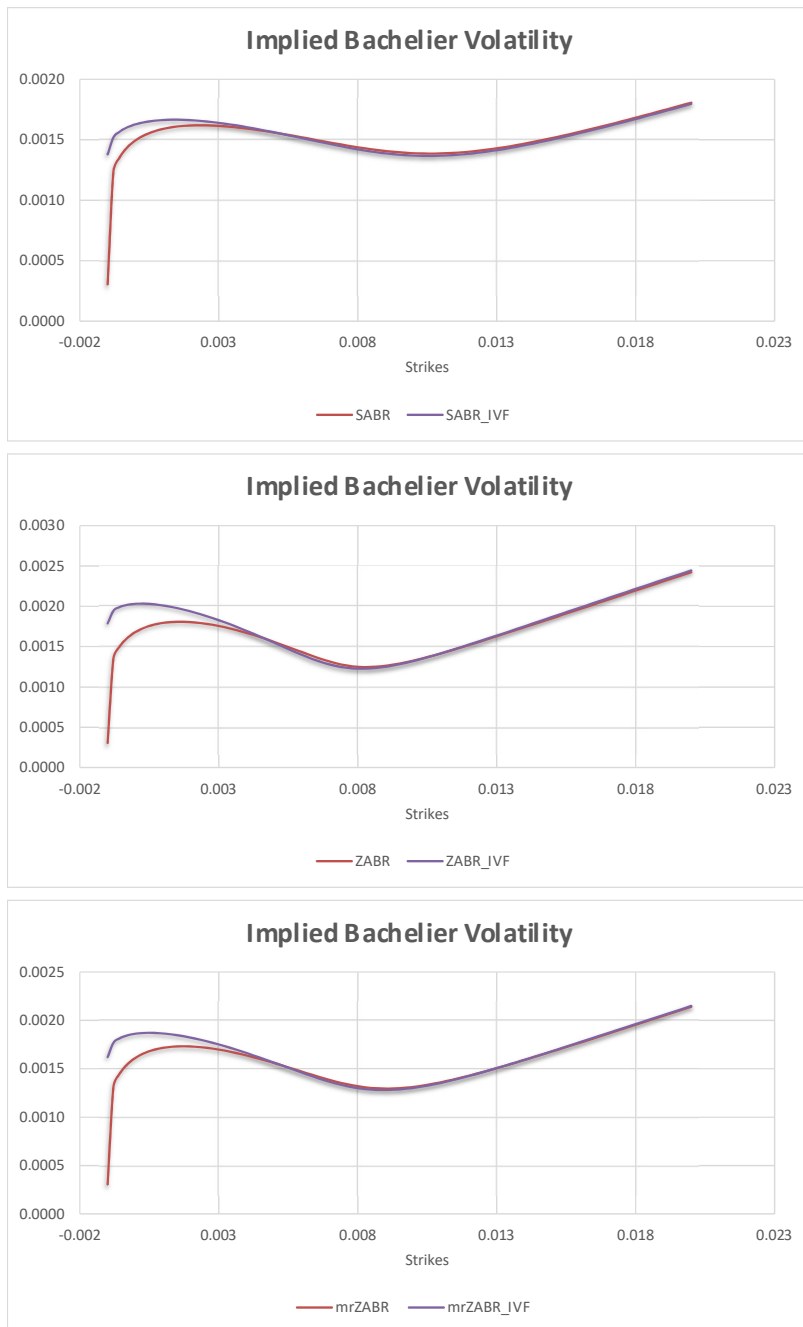 Implied Bachelier Volatility
0.0020
0.0015
0.0010
0.0005
0.0000
-0.002 0.003 0.008 0.013 0.018 0.023
Strikes
SABR SABR_IVF
Implied Bachelier Volatility
0.0030
0.0025
0.0020
0.0015
0.0010
0.0005
0.0000
-0.002 0.003 0.008 0.013 0.018 0.023
Strikes
ZABR ZABR_IVF
Implied Bachelier Volatility
0.0025
0.0020
0.0015
0.0010
0.0005
0.0000
-0.002 0.003 0.008 0.013 0.018 0.023
Strikes
mrZABR mrZABR_IVF